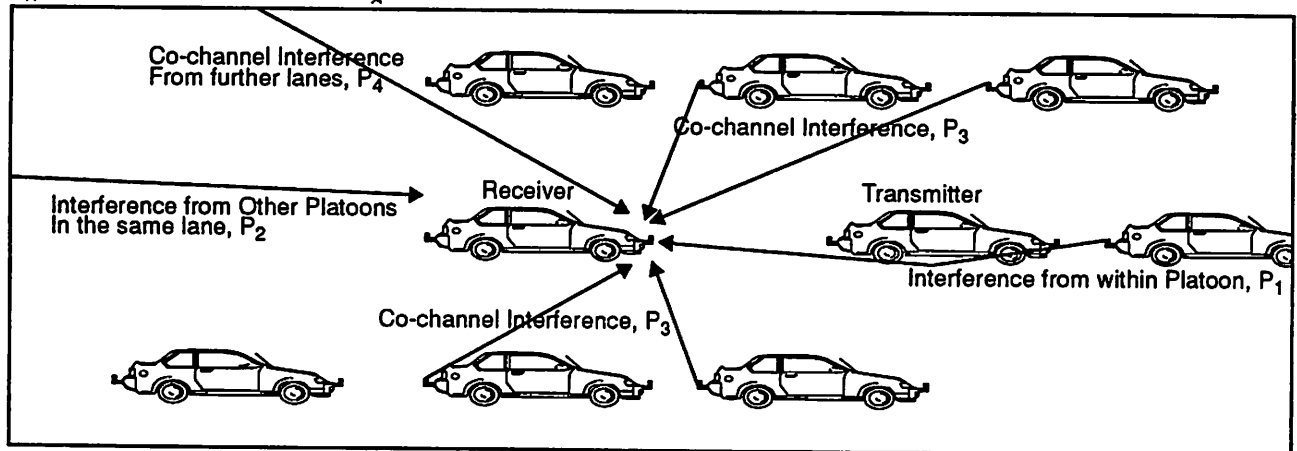 Co-channel Interference
From further lanes, P4
Co-channel Interference, P3
Receiver
Transmitter
Interference from Other Platoons
In the same lane, P2
Interference from within Platoon, P1
Co-channel Interference, P3